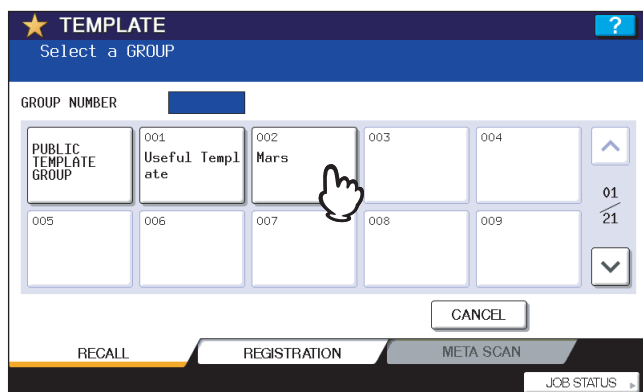 TEMPLATE
?
Select a GROUP
GROUP NUMBER
PUBLIC
TEMPLATE
GROUP
001
Useful Templ
ate
002
Mars
003
004
01
21
005
006
007
008
009
CANCEL
RECALL
REGISTRATION
META SCAN
JOB STATUS